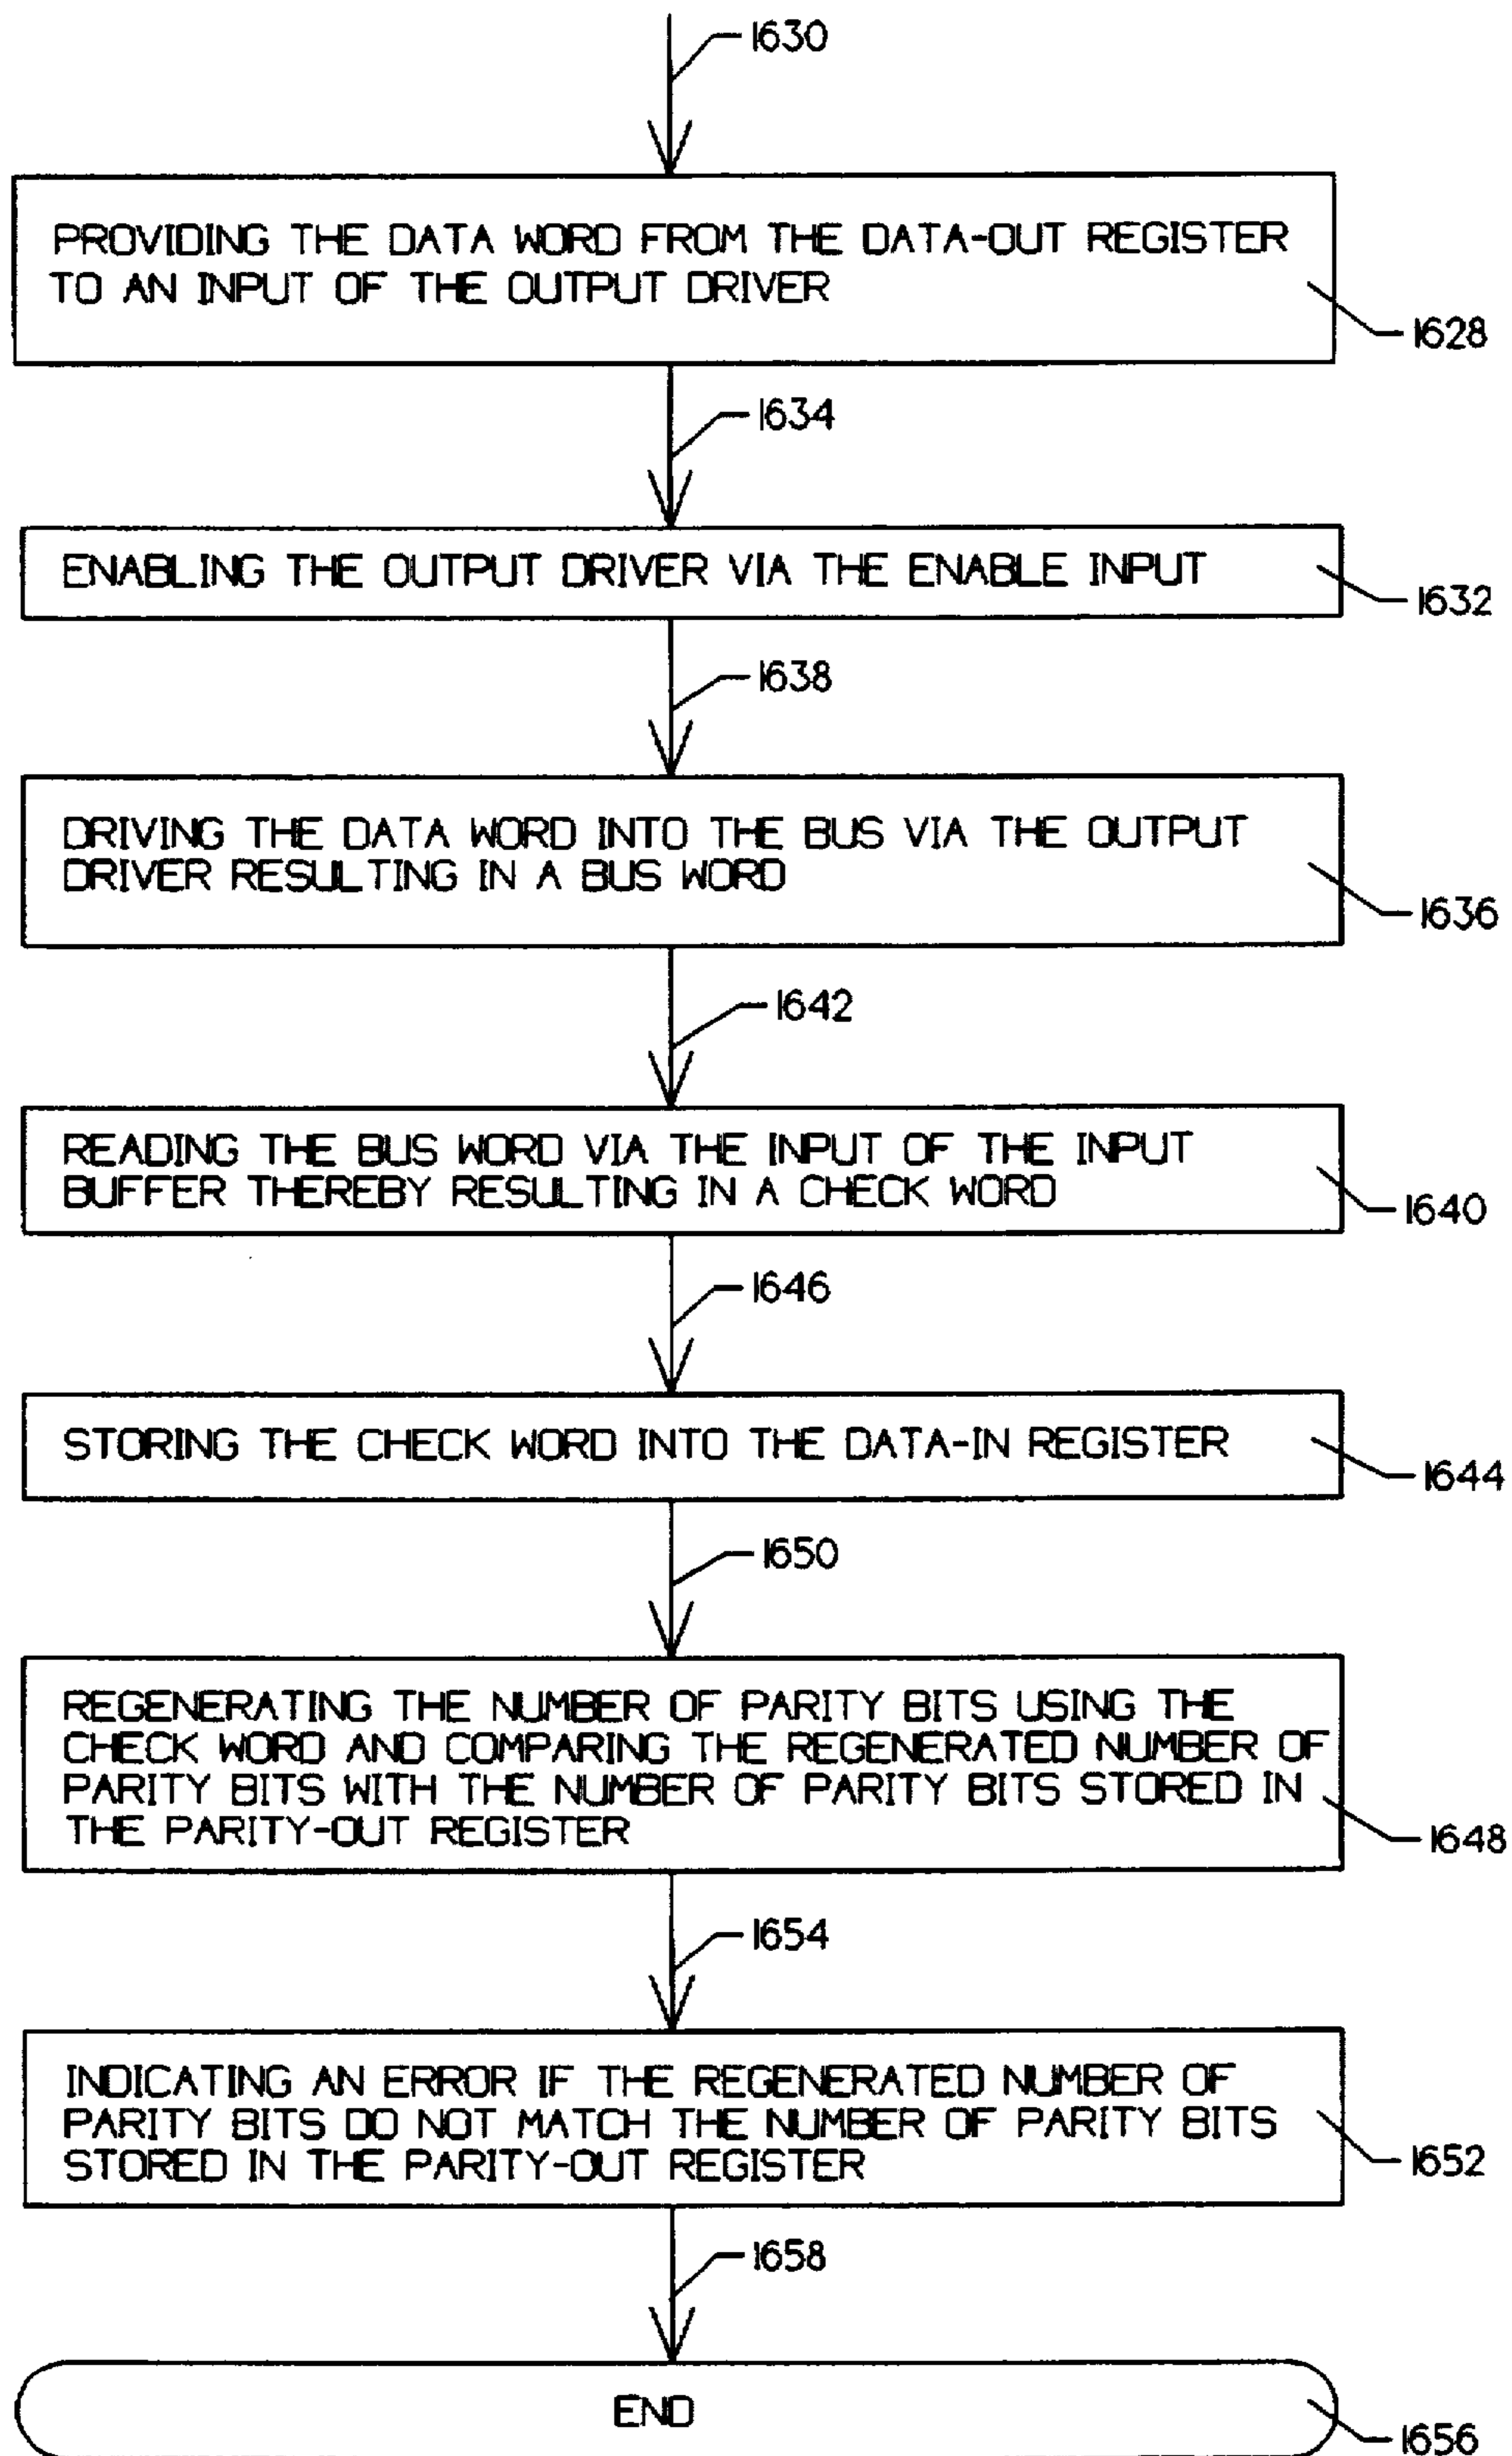 1630
PROVIDING THE DATA WORD FROM THE DATA-OUT REGISTER
TO AN INPUT OF THE OUTPUT DRIVER
1628
1634
ENABLING THE OUTPUT DRIVER VIA THE ENABLE INPUT
1632
1638
DRIVING THE DATA WORD INTO THE BUS VIA THE OUTPUT
DRIVER RESULTING IN A BUS WORD
1636
1642
READING THE BUS WORD VIA THE INPUT OF THE INPUT
BUFFER THEREBY RESULTING IN A CHECK WORD
1640
1646
STORING THE CHECK WORD INTO THE DATA-IN REGISTER
1644
1650
REGENERATING THE NUMBER OF PARITY BITS USING THE
CHECK WORD AND COMPARING THE REGENERATED NUMBER OF
PARITY BITS WITH THE NUMBER OF PARITY BITS STORED IN
THE PARITY-OUT REGISTER
1648
1654
INDICATING AN ERROR IF THE REGENERATED NUMBER OF
PARITY BITS DO NOT MATCH THE NUMBER OF PARITY BITS
STORED IN THE PARITY-OUT REGISTER
1652
1658
END
1656